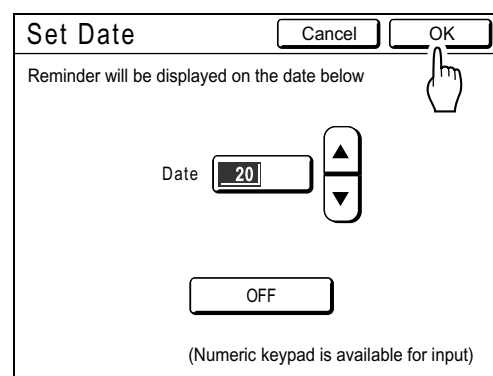 Set Date Cancel OK
Reminder will be displayed on the date below
Date 20
OFF
(Numeric keypad is available for input)